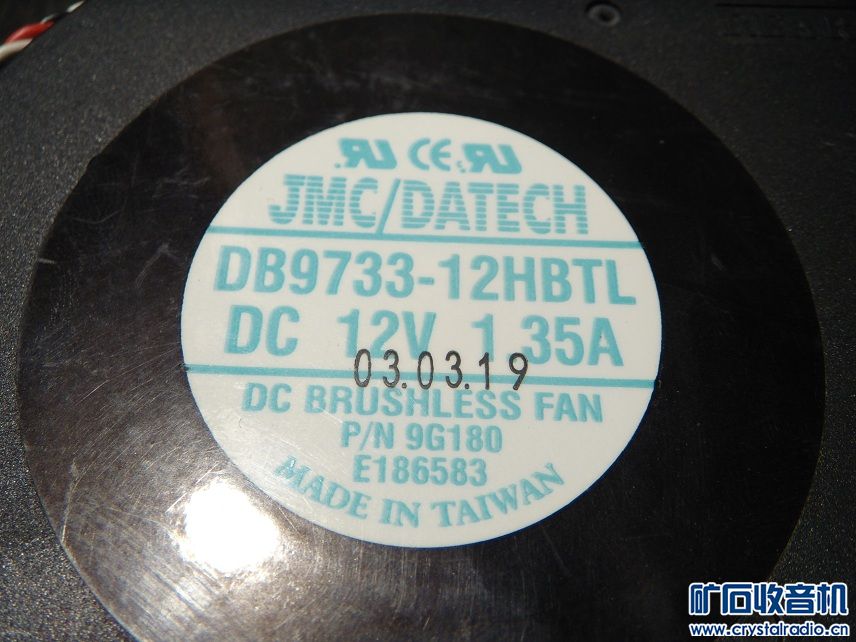 JMC/DATECH
DB9733-12HBTL
DC 12V 1.35A
03.03.19
DC BRUSHLESS FAN
P/N 9G180
E186583
MADE IN TAIWAN
矿石收音机
www.crystalradio.cn